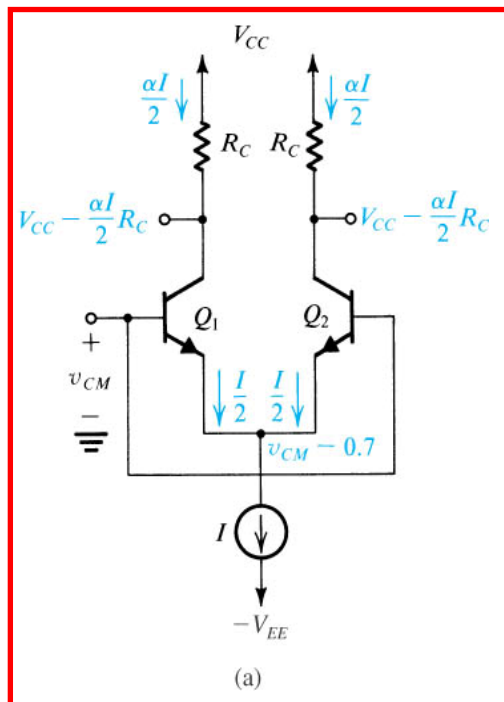 V_CC
αI/2 αI/2
R_C R_C
V_CC − αI/2 R_C V_CC − αI/2 R_C
Q_1 Q_2
+
v_CM
−
I/2 I/2
v_CM − 0.7
I
−V_EE
(a)